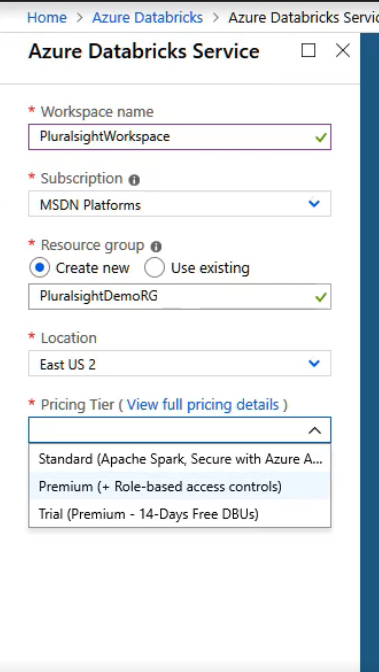 Home > Azure Databricks > Azure Databricks Servic
Azure Databricks Service
* Workspace name
PluralsightWorkspace
* Subscription
MSDN Platforms
* Resource group
Create new Use existing
PluralsightDemoRG
* Location
East US 2
* Pricing Tier ( View full pricing details )
Standard (Apache Spark, Secure with Azure A...
Premium (+ Role-based access controls)
Trial (Premium - 14-Days Free DBUs)